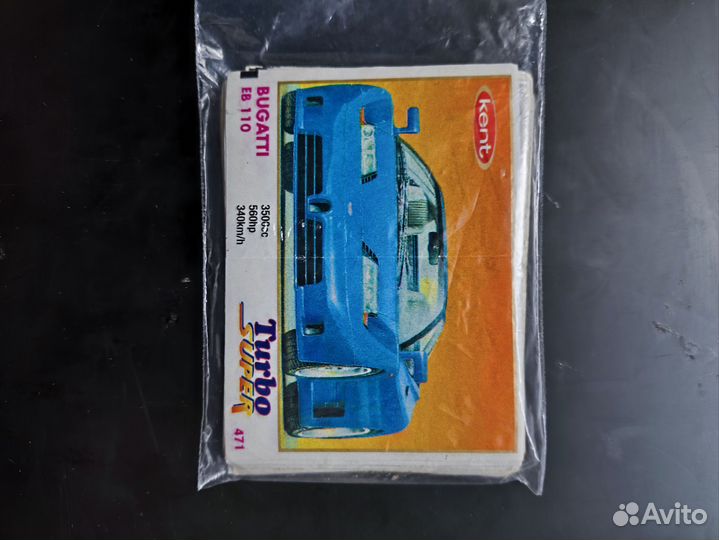 kent
BUGATTI
EB 110
3500cc
560hp
340km/h
Turbo
SUPER
471
Avito